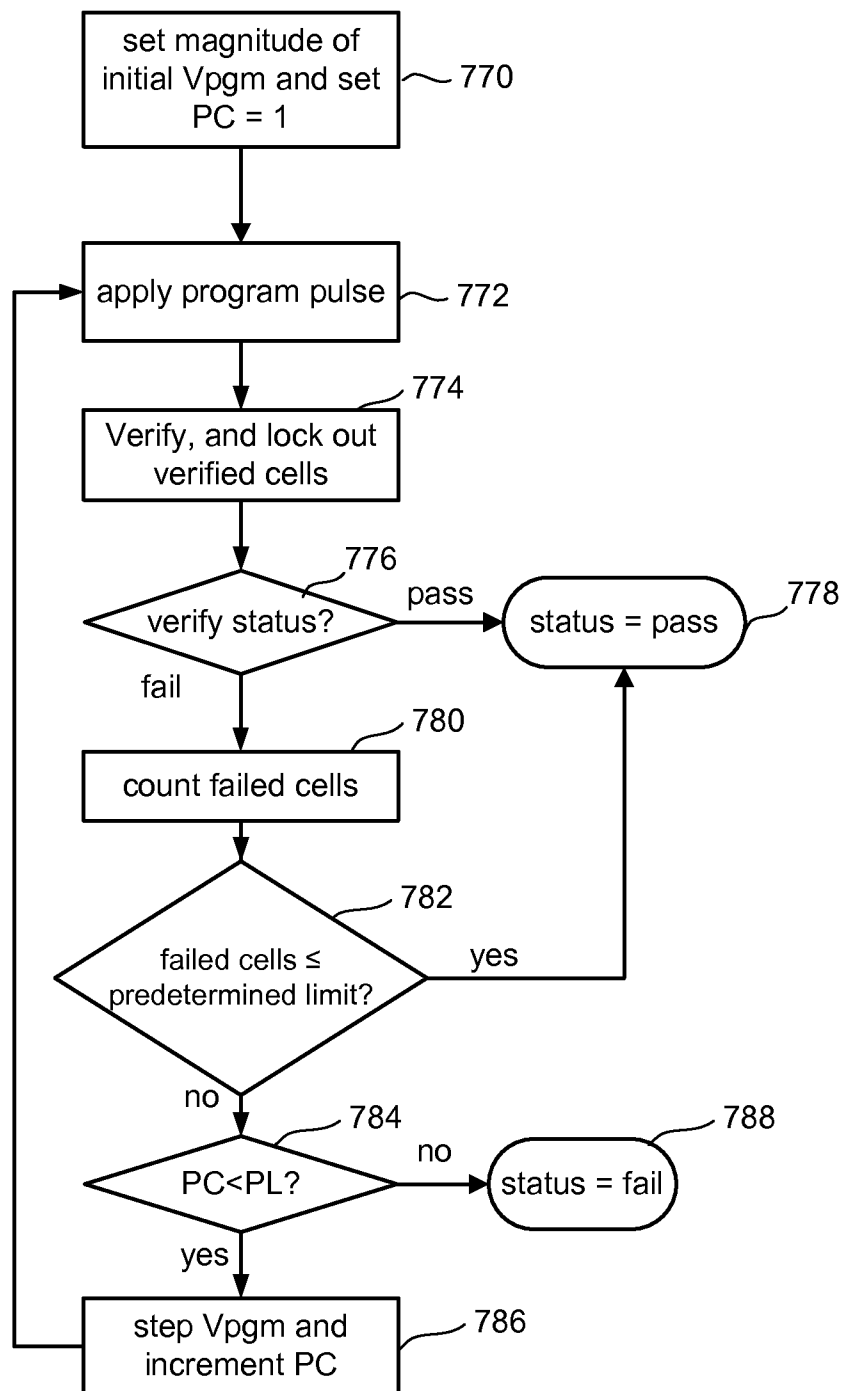 set magnitude of
initial Vpgm and set
PC = 1
770
apply program pulse
772
774
Verify, and lock out
verified cells
776
verify status?
pass
status = pass
778
fail
780
count failed cells
782
failed cells ≤
predetermined limit?
yes
no
784
PC<PL?
no
788
status = fail
yes
step Vpgm and
increment PC
786